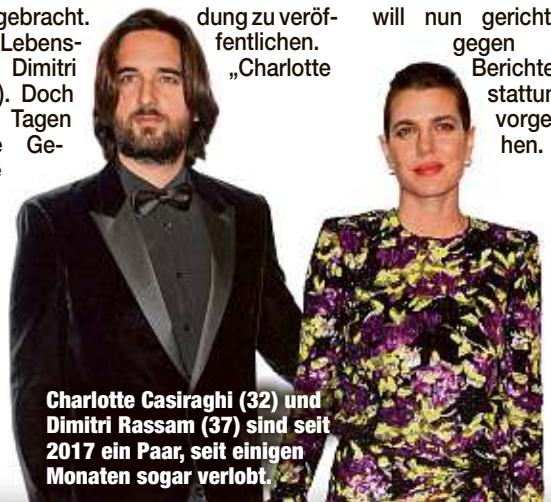 gebracht.
Lebens-
Dimitri
). Doch
Tagen
Ge-
dung zu veröf-
fentlichen.
„Charlotte
will nun gericht
gegen
Berichte
stattun
vorge
hen.
Charlotte Casiraghi (32) und
Dimitri Rassam (37) sind seit
2017 ein Paar, seit einigen
Monaten sogar verlobt.